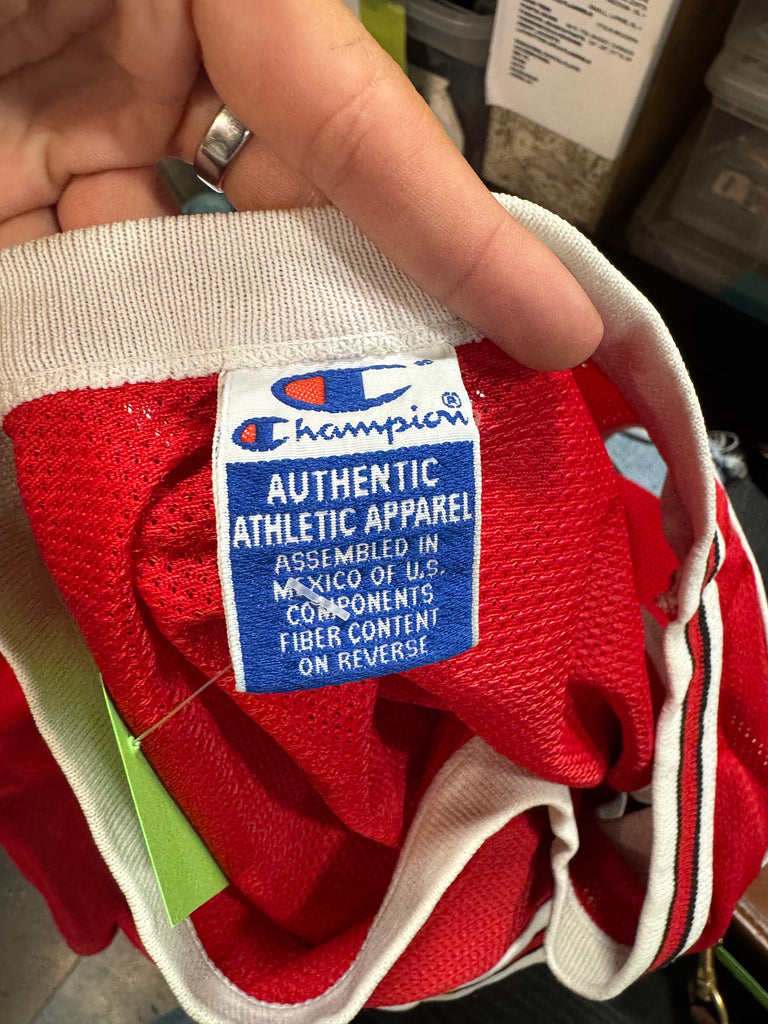 Champion®
AUTHENTIC
ATHLETIC APPAREL
ASSEMBLED IN
MEXICO OF U.S.
COMPONENTS
FIBER CONTENT
ON REVERSE